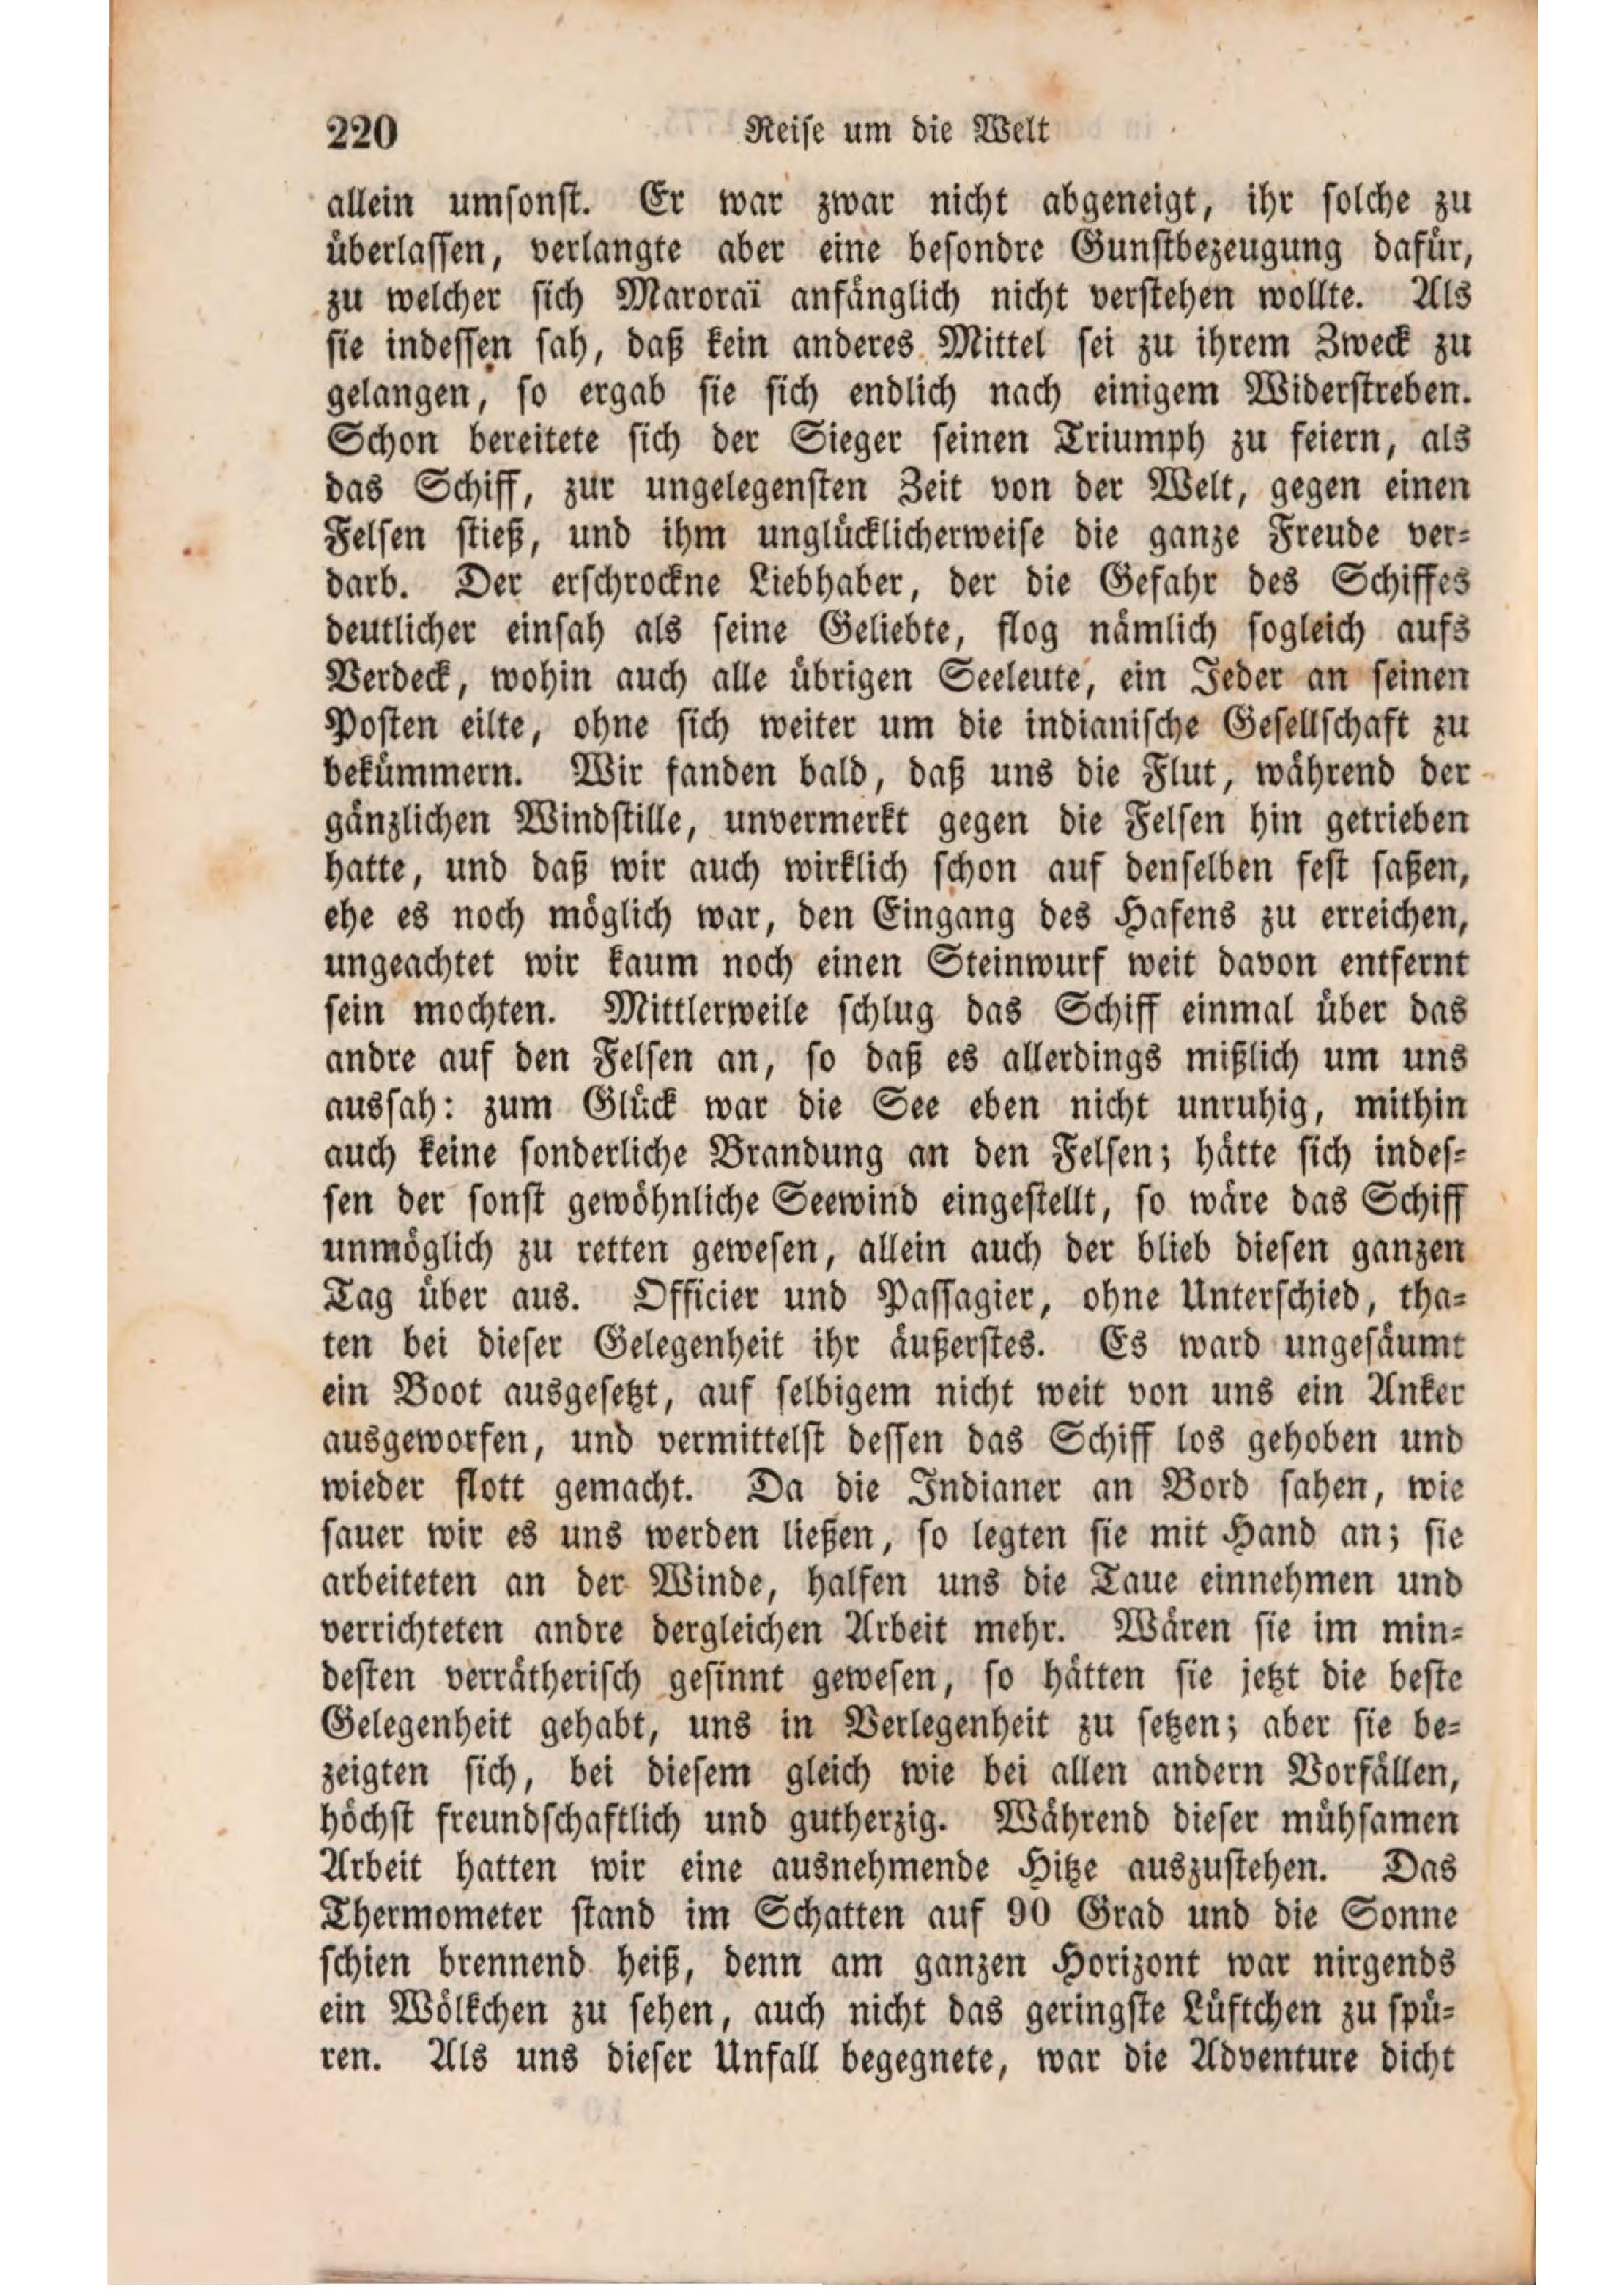 220 Reise um die Welt
allein umsonst. Er war zwar nicht abgeneigt, ihr solche zu
überlassen, verlangte aber eine besondre Gunstbezeugung dafür,
zu welcher sich Maroraï anfänglich nicht verstehen wollte. Als
sie indessen sah, daß kein anderes Mittel sei zu ihrem Zweck zu
gelangen, so ergab sie sich endlich nach einigem Widerstreben.
Schon bereitete sich der Sieger seinen Triumph zu feiern, als
das Schiff, zur ungelegensten Zeit von der Welt, gegen einen
Felsen stieß, und ihm unglücklicherweise die ganze Freude ver-
darb. Der erschrockne Liebhaber, der die Gefahr des Schiffes
deutlicher einsah als seine Geliebte, flog nämlich sogleich aufs
Verdeck, wohin auch alle übrigen Seeleute, ein Jeder an seinen
Posten eilte, ohne sich weiter um die indianische Gesellschaft zu
bekümmern. Wir fanden bald, daß uns die Flut, während der
gänzlichen Windstille, unvermerkt gegen die Felsen hin getrieben
hatte, und daß wir auch wirklich schon auf denselben fest saßen,
ehe es noch möglich war, den Eingang des Hafens zu erreichen,
ungeachtet wir kaum noch einen Steinwurf weit davon entfernt
sein mochten. Mittlerweile schlug das Schiff einmal über das
andre auf den Felsen an, so daß es allerdings mißlich um uns
aussah: zum Glück war die See eben nicht unruhig, mithin
auch keine sonderliche Brandung an den Felsen; hätte sich indes-
sen der sonst gewöhnliche Seewind eingestellt, so wäre das Schiff
unmöglich zu retten gewesen, allein auch der blieb diesen ganzen
Tag über aus. Officier und Passagier, ohne Unterschied, tha-
ten bei dieser Gelegenheit ihr äußerstes. Es ward ungesäumt
ein Boot ausgesetzt, auf selbigem nicht weit von uns ein Anker
ausgeworfen, und vermittelst dessen das Schiff los gehoben und
wieder flott gemacht. Da die Indianer an Bord sahen, wie
sauer wir es uns werden ließen, so legten sie mit Hand an; sie
arbeiteten an der Winde, halfen uns die Taue einnehmen und
verrichteten andre dergleichen Arbeit mehr. Wären sie im min-
desten verrätherisch gesinnt gewesen, so hätten sie jetzt die beste
Gelegenheit gehabt, uns in Verlegenheit zu setzen; aber sie be-
zeigten sich, bei diesem gleich wie bei allen andern Vorfällen,
höchst freundschaftlich und gutherzig. Während dieser mühsamen
Arbeit hatten wir eine ausnehmende Hitze auszustehen. Das
Thermometer stand im Schatten auf 90 Grad und die Sonne
schien brennend heiß, denn am ganzen Horizont war nirgends
ein Wölkchen zu sehen, auch nicht das geringste Lüftchen zu spü-
ren. Als uns dieser Unfall begegnete, war die Adventure dicht